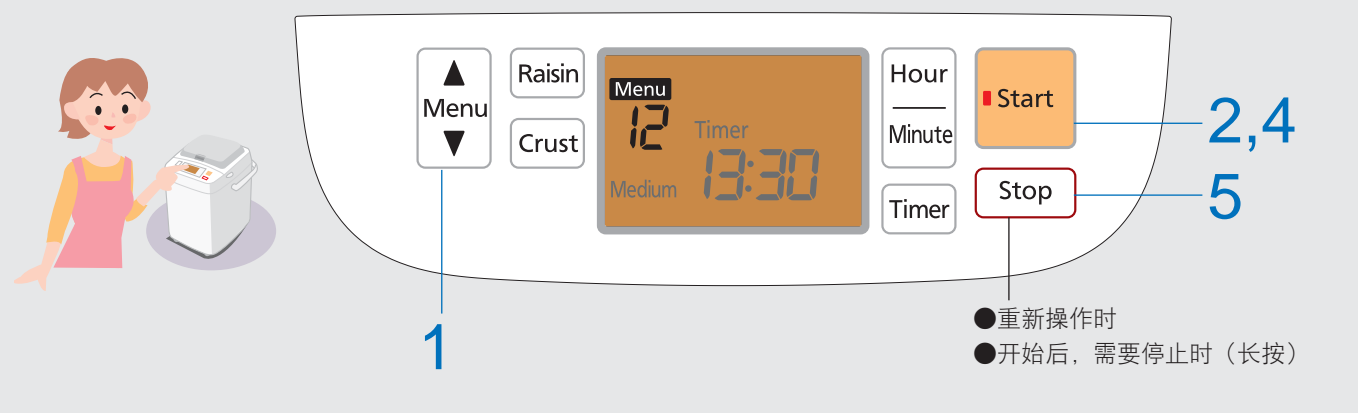 Menu
Raisin
Crust
Menu
12
Timer
13:30
Medium
Hour
Minute
Timer
Start
Stop
2,4
5
1
●重新操作时
●开始后，需要停止时（长按）